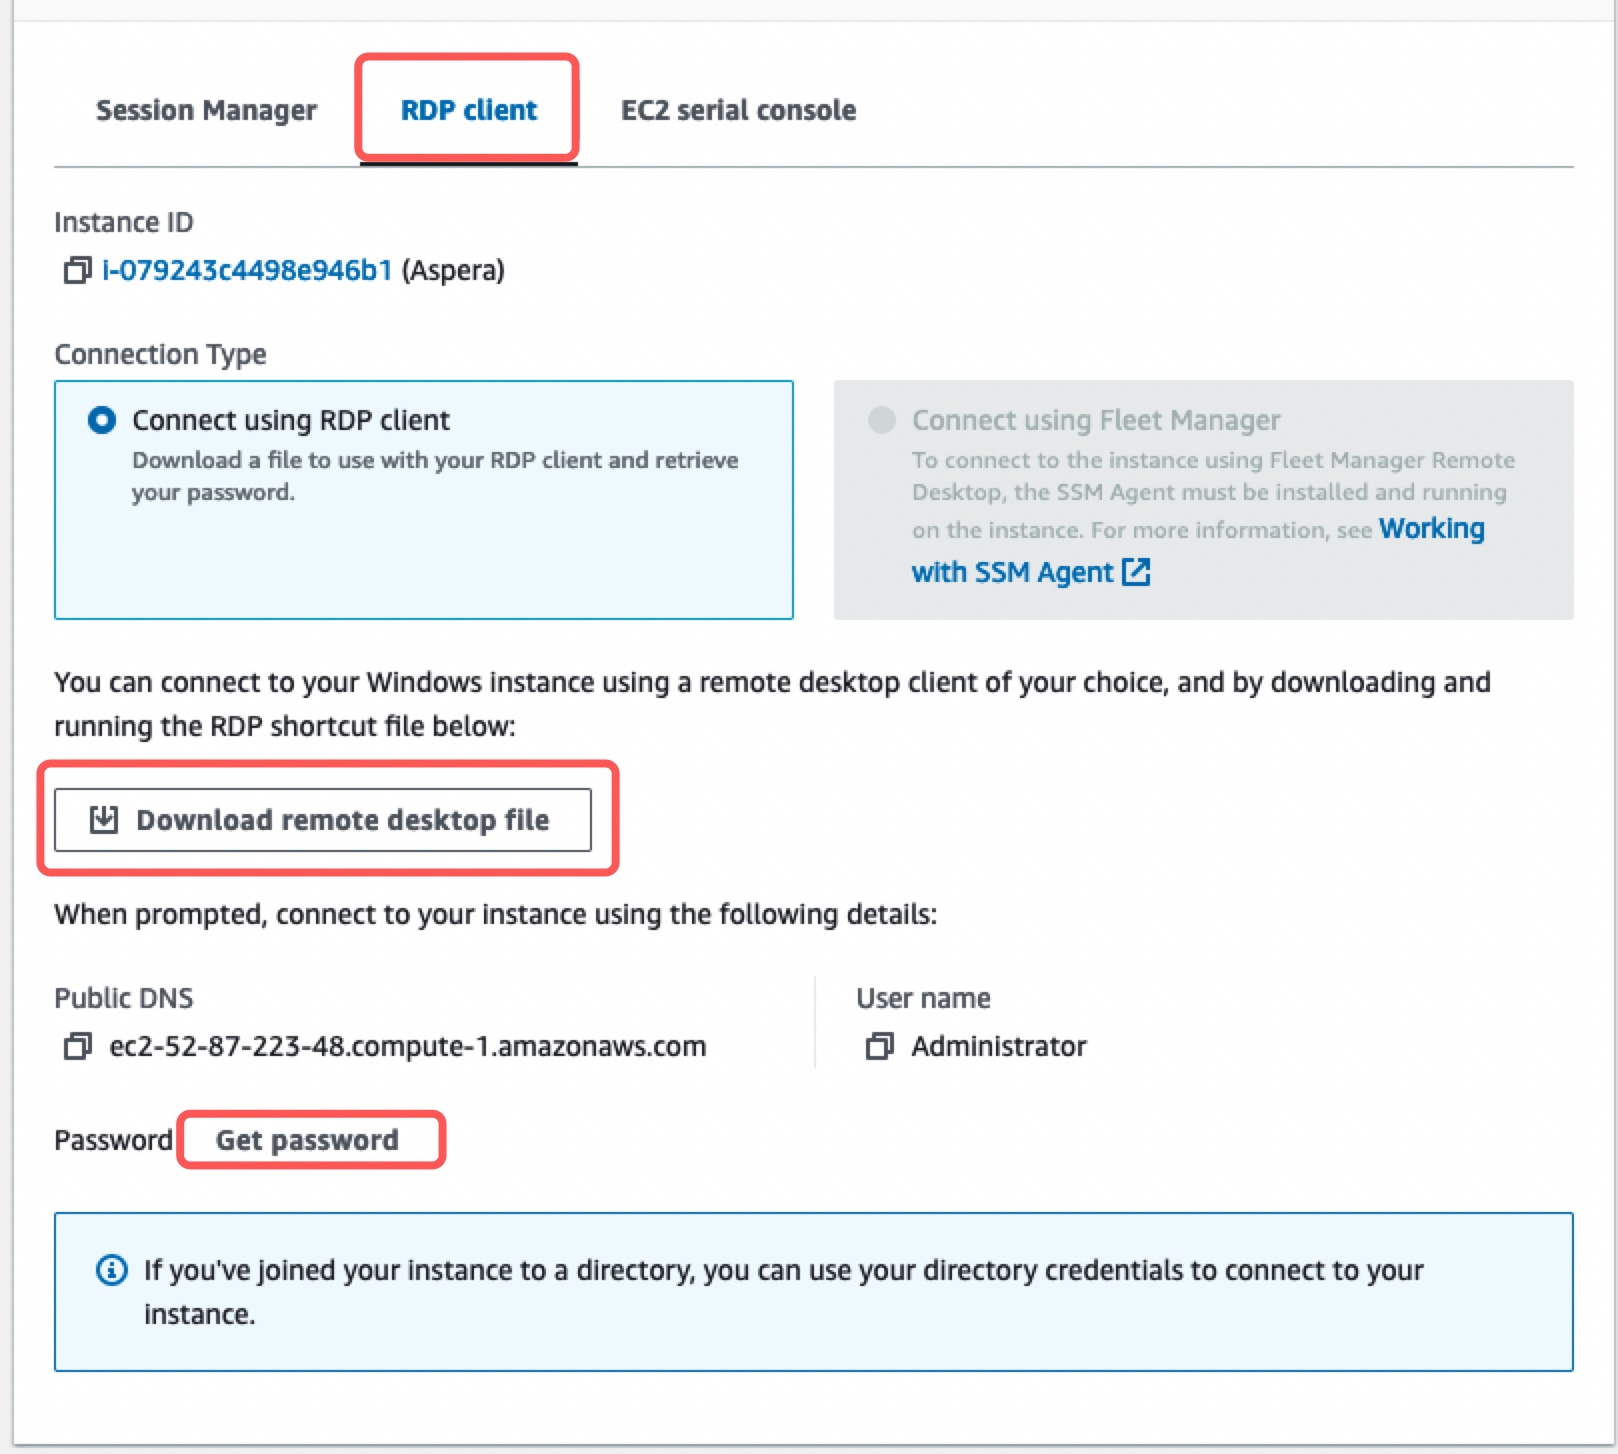 Session Manager
RDP client
EC2 serial console
Instance ID
i-079243c4498e946b1 (Aspera)
Connection Type
Connect using RDP client
Download a file to use with your RDP client and retrieve
your password.
Connect using Fleet Manager
To connect to the instance using Fleet Manager Remote
Desktop, the SSM Agent must be installed and running
on the instance. For more information, see Working
with SSM Agent
You can connect to your Windows instance using a remote desktop client of your choice, and by downloading and
running the RDP shortcut file below:
Download remote desktop file
When prompted, connect to your instance using the following details:
Public DNS
ec2-52-87-223-48.compute-1.amazonaws.com
User name
Administrator
Password
Get password
If you've joined your instance to a directory, you can use your directory credentials to connect to your
instance.